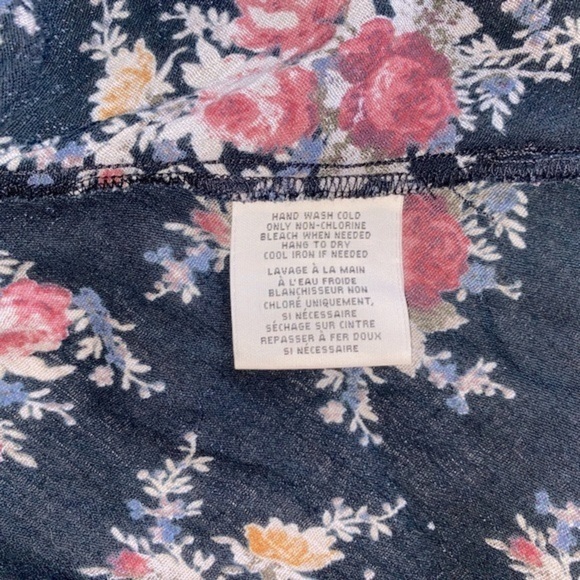 HAND WASH COLD
ONLY NON-CHLORINE
BLEACH WHEN NEEDED
HANG TO DRY
COOL IRON IF NEEDED
LAVAGE À LA MAIN
À L'EAU FROIDE
BLANCHISSEUR NON
CHLORÉ UNIQUEMENT,
SI NÉCESSAIRE
SÉCHAGE SUR CINTRE
REPASSER À FER DOUX
SI NÉCESSAIRE